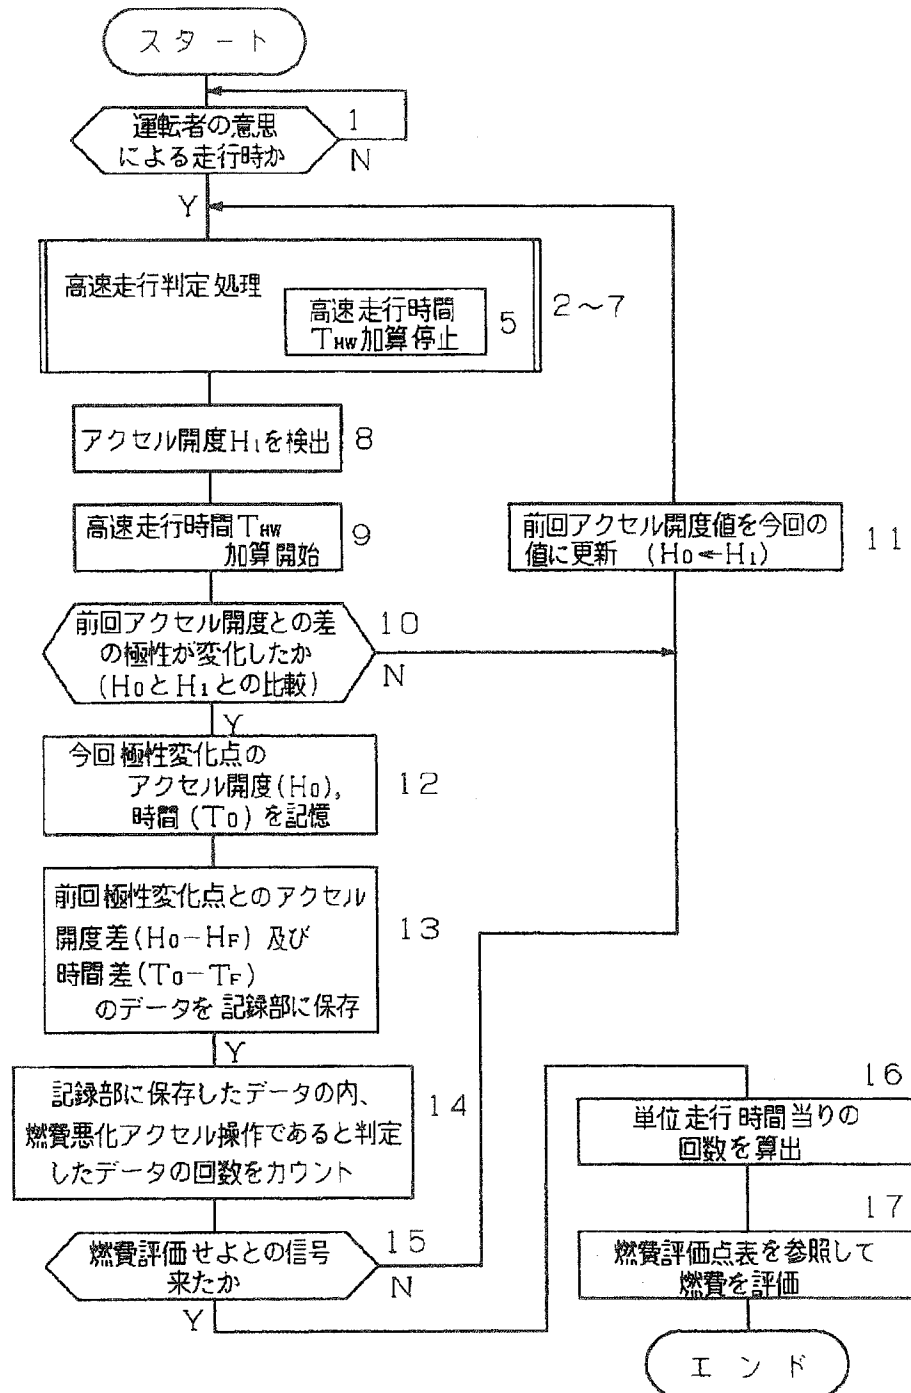 スタート
運転者の意思
による走行時か
1
N
Y
高速走行判定処理
高速走行時間
THW加算停止
5
2~7
アクセル開度H1を検出
8
高速走行時間THW
加算開始
9
前回アクセル開度値を今回の
値に更新 (H0←H1)
11
前回アクセル開度との差
の極性が変化したか
(H0とH1との比較)
10
N
Y
今回極性変化点の
アクセル開度(H0),
時間(T0)を記憶
12
前回極性変化点とのアクセル
開度差(H0-HF)及び
時間差(T0-TF)
のデータを記録部に保存
13
Y
記録部に保存したデータの内、
燃費悪化アクセル操作であると判定
したデータの回数をカウント
14
燃費評価せよとの信号
来たか
15
N
Y
16
単位走行時間当りの
回数を算出
17
燃費評価点表を参照して
燃費を評価
エンド